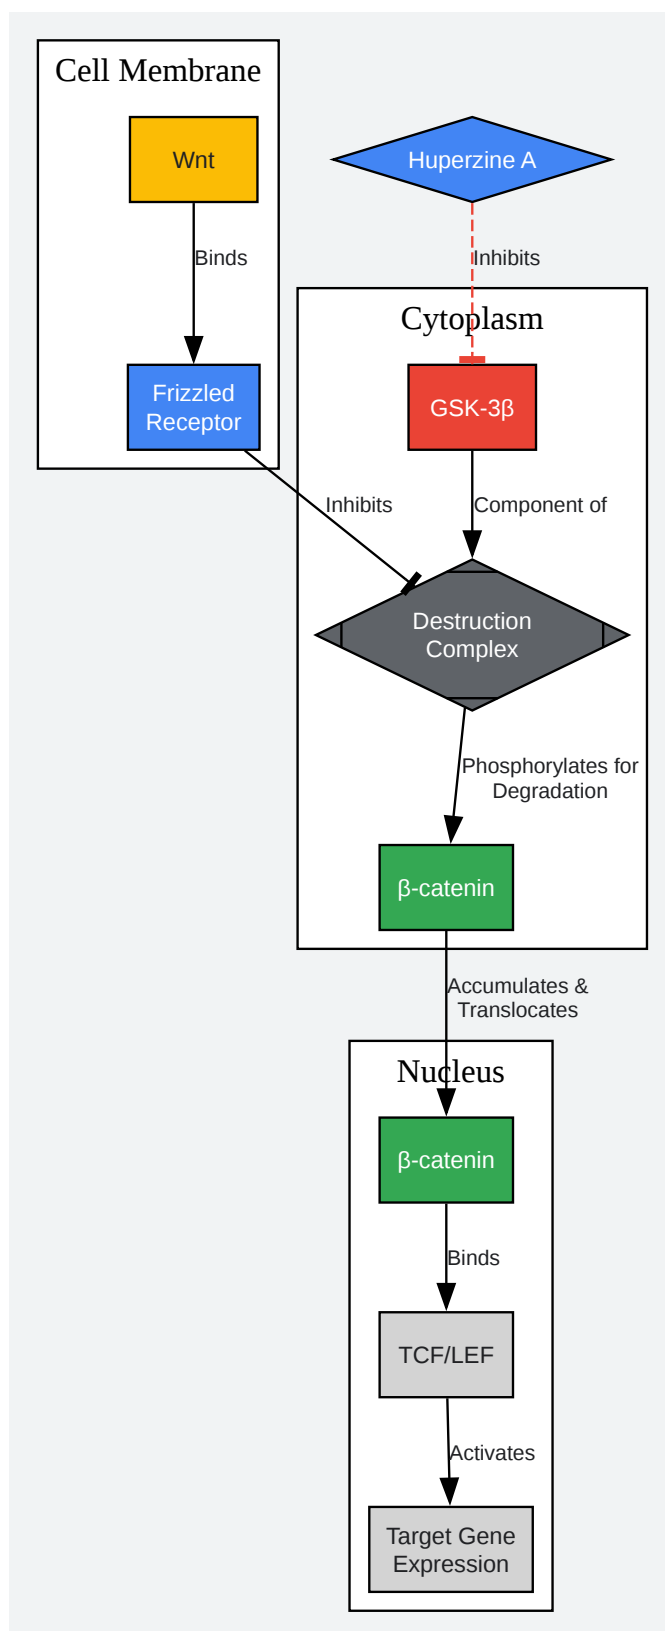 Cell Membrane
Wnt
Huperzine A
Binds
Inhibits
Cytoplasm
Frizzled
Receptor
GSK-3β
Inhibits
Component of
Destruction
Complex
Phosphorylates for
Degradation
β-catenin
Accumulates &
Translocates
Nucleus
β-catenin
Binds
TCF/LEF
Activates
Target Gene
Expression